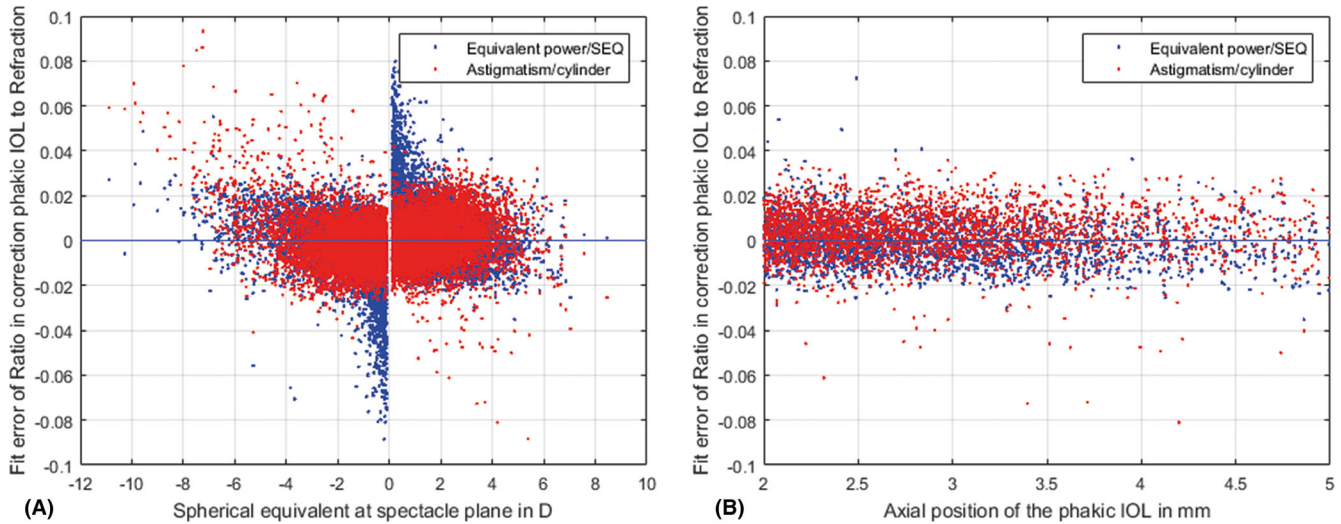 Fit error of Ratio in correction phakic IOL to Refraction
0.1
0.08
0.06
0.04
0.02
0
-0.02
-0.04
-0.06
-0.08
-0.1
Equivalent power/SEQ
Astigmatism/cylinder
-12 -10 -8 -6 -4 -2 0 2 4 6 8 10
(A) Spherical equivalent at spectacle plane in D
Fit error of Ratio in correction phakic IOL to Refraction
0.1
0.08
0.06
0.04
0.02
0
-0.02
-0.04
-0.06
-0.08
-0.1
Equivalent power/SEQ
Astigmatism/cylinder
2 2.5 3 3.5 4 4.5 5
(B) Axial position of the phakic IOL in mm